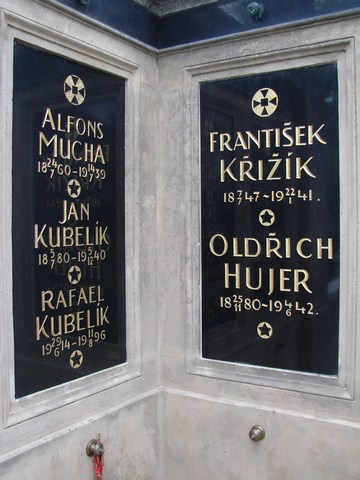 ALFONS
MUCHA
18 24/7 60–19 14/7 39
JAN
KUBELÍK
18 5/7 80–19 5/12 40
RAFAEL
KUBELÍK
19 29/6 14–19 11/8 96
FRANTIŠEK
KŘIŽÍK
18 8/7 47–19 22/1 41.
OLDŘICH
HUJER
18 25/11 80–19 4/6 42.